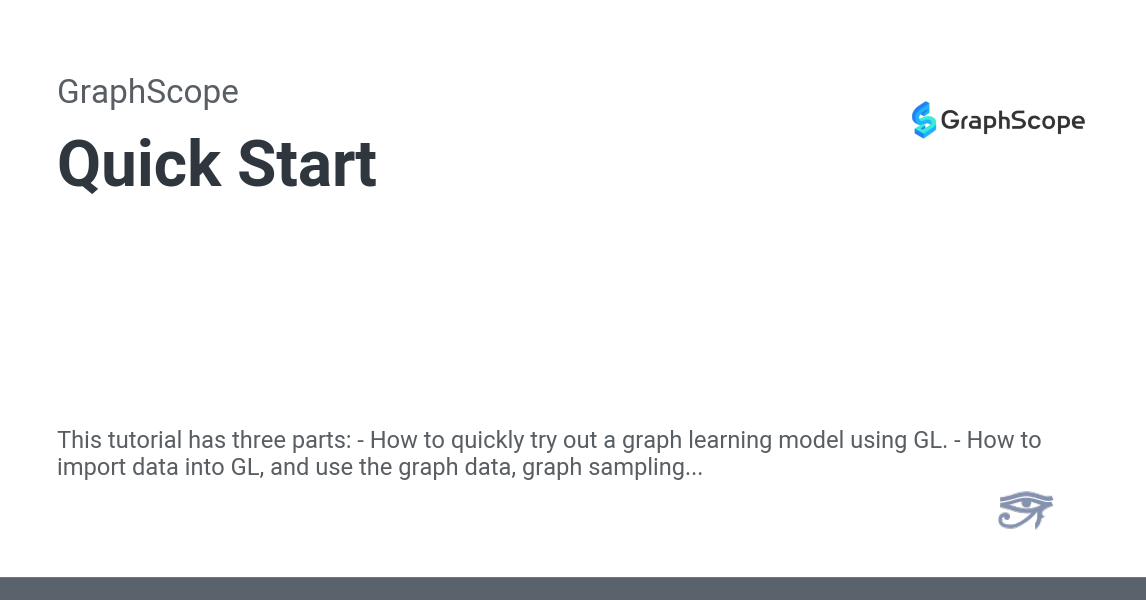 GraphScope
GraphScope
Quick Start
This tutorial has three parts: - How to quickly try out a graph learning model using GL. - How to
import data into GL, and use the graph data, graph sampling...